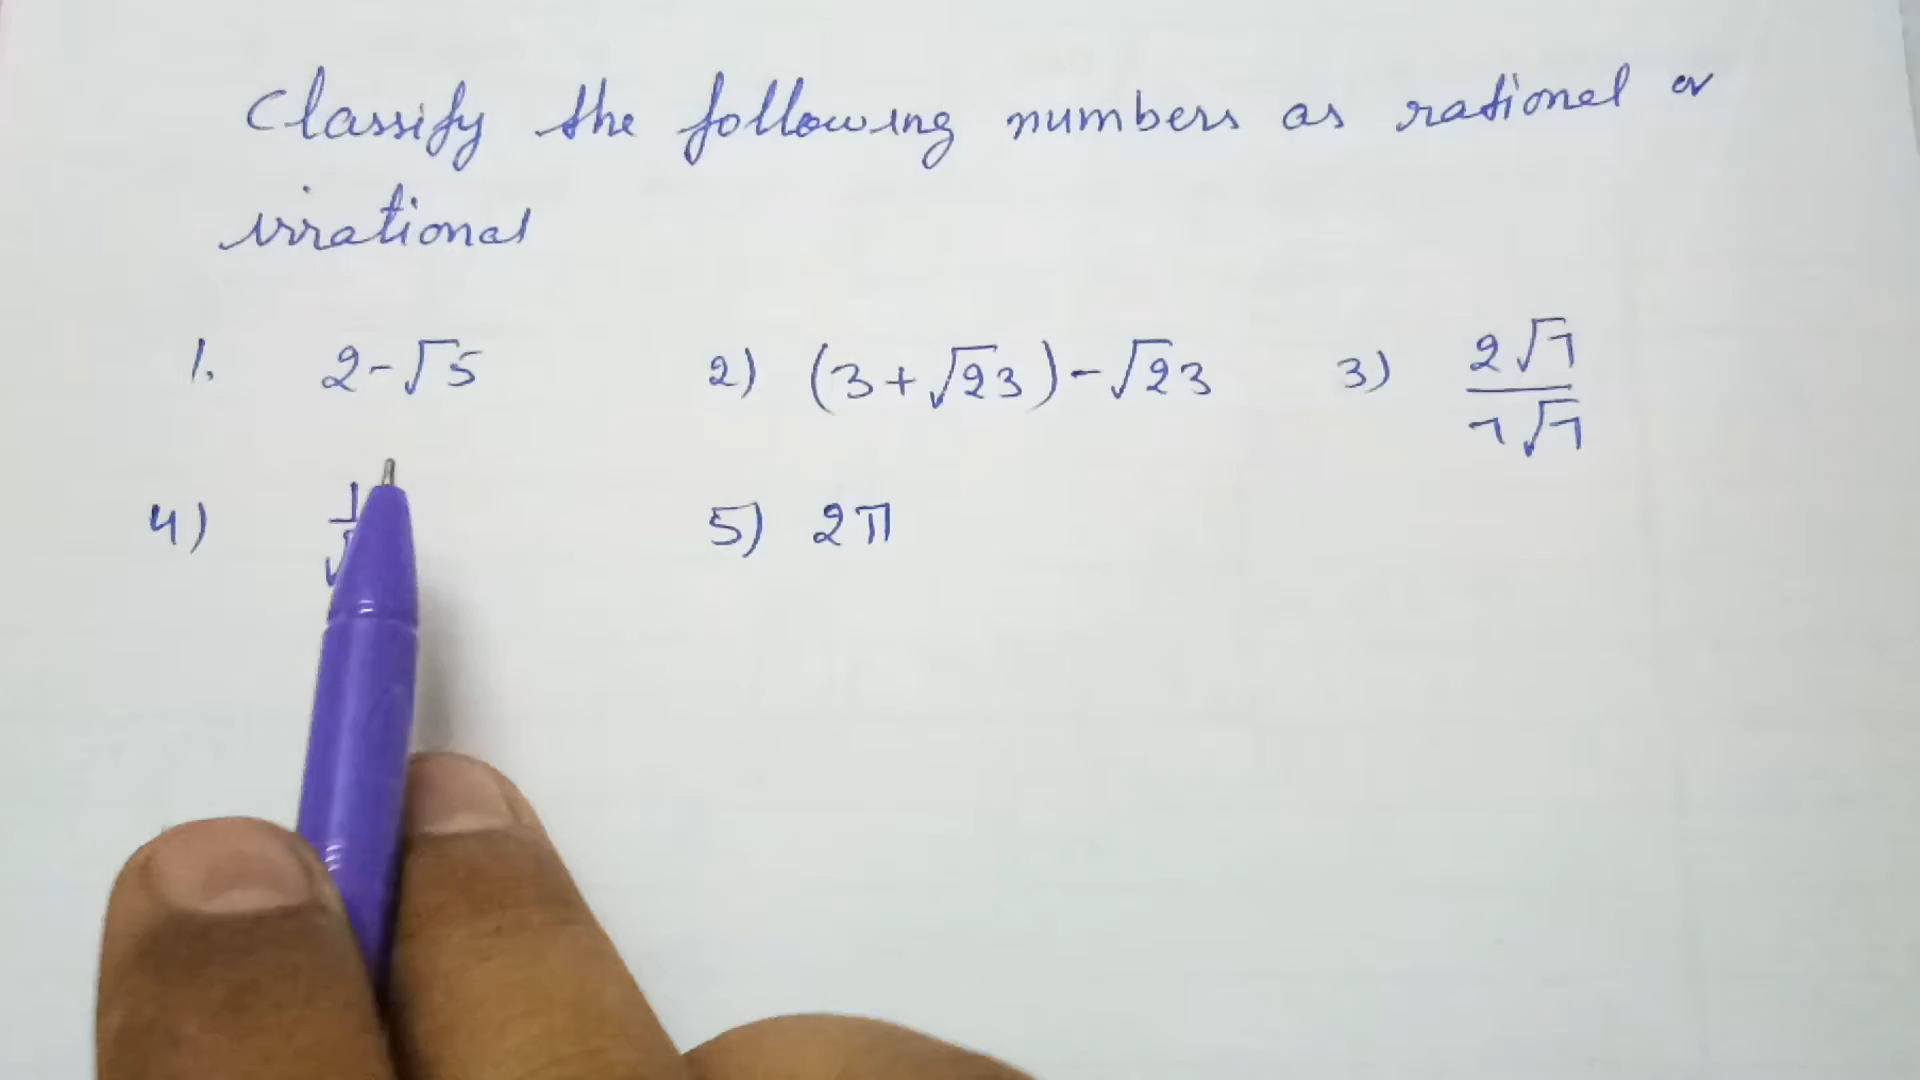 Classify the following numbers as rational or
irrational
1. 2-√5 2) (3+√23)-√23 3) 2√7/7√7
4) 5) 2π